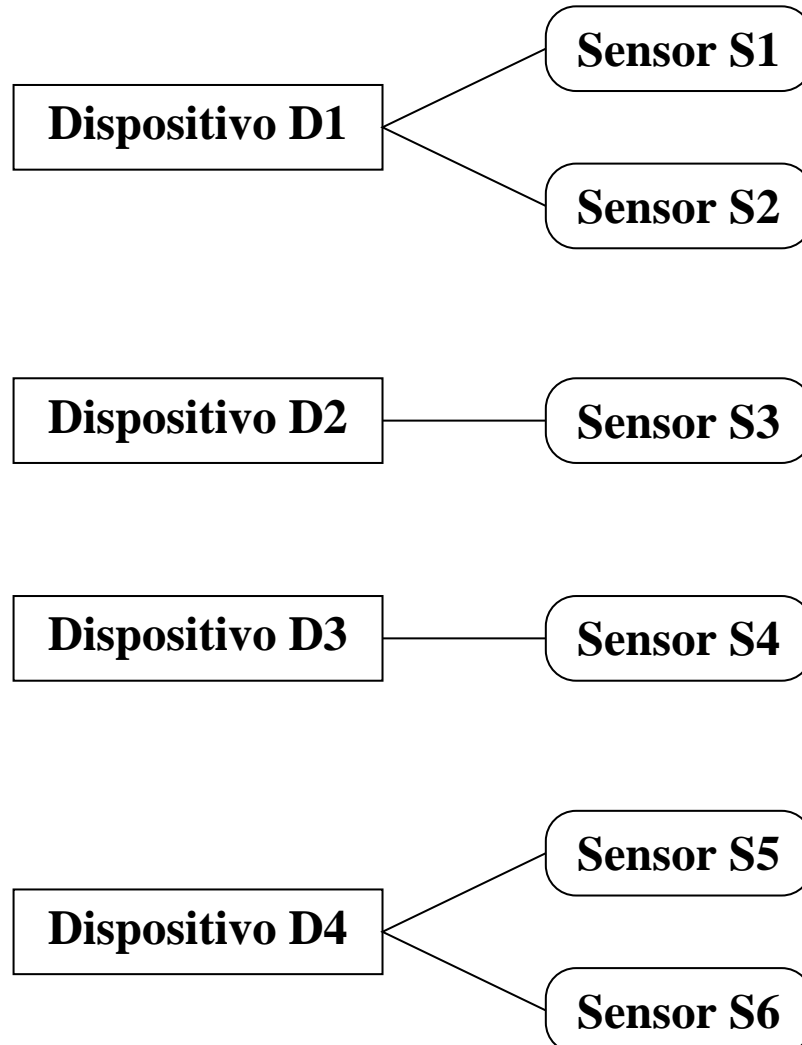 Sensor S1
Dispositivo D1
Sensor S2
Dispositivo D2
Sensor S3
Dispositivo D3
Sensor S4
Sensor S5
Dispositivo D4
Sensor S6